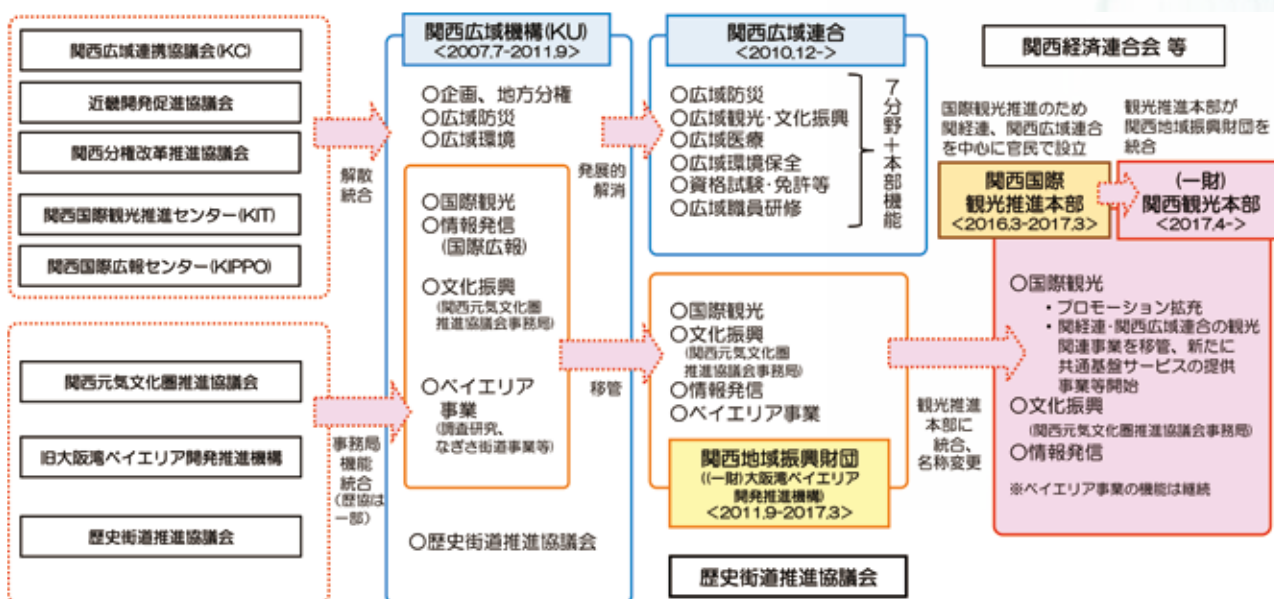 関西広域連携協議会(KC)
近畿開発促進協議会
関西分権改革推進協議会
関西国際観光推進センター(KIT)
関西国際広報センター(KIPPO)
解散
統合
関西元気文化圏推進協議会
旧大阪湾ベイエリア開発推進機構
歴史街道推進協議会
事務局
機能
統合
(歴協は
一部)
関西広域機構(KU)
<2007.7-2011.9>
○企画、地方分権
○広域防災
○広域環境
○国際観光
○情報発信
(国際広報)
○文化振興
(関西元気文化圏
推進協議会事務局)
○ベイエリア
事業
(調査研究、
なぎさ街道事業等)
○歴史街道推進協議会
発展的
解消
移管
関西広域連合
<2010.12->
○広域防災
○広域観光・文化振興
○広域医療
○広域環境保全
○資格試験・免許等
○広域職員研修
7分野+本部機能
○国際観光
○文化振興
(関西元気文化圏
推進協議会事務局)
○情報発信
○ベイエリア事業
関西地域振興財団
((一財)大阪湾ベイエリア
開発推進機構)
<2011.9-2017.3>
歴史街道推進協議会
観光推進
本部に
統合、
名称変更
関西経済連合会 等
国際観光推進のため
関経連、関西広域連合
を中心に官民で設立
観光推進本部が
関西地域振興財団を
統合
関西国際
観光推進本部
<2016.3-2017.3>
(一財)
関西観光本部
<2017.4->
○国際観光
・プロモーション拡充
・関経連・関西広域連合の観光
関連事業を移管、新たに
共通基盤サービスの提供
事業等開始
○文化振興
(関西元気文化圏推進協議会事務局)
○情報発信
※ベイエリア事業の機能は継続